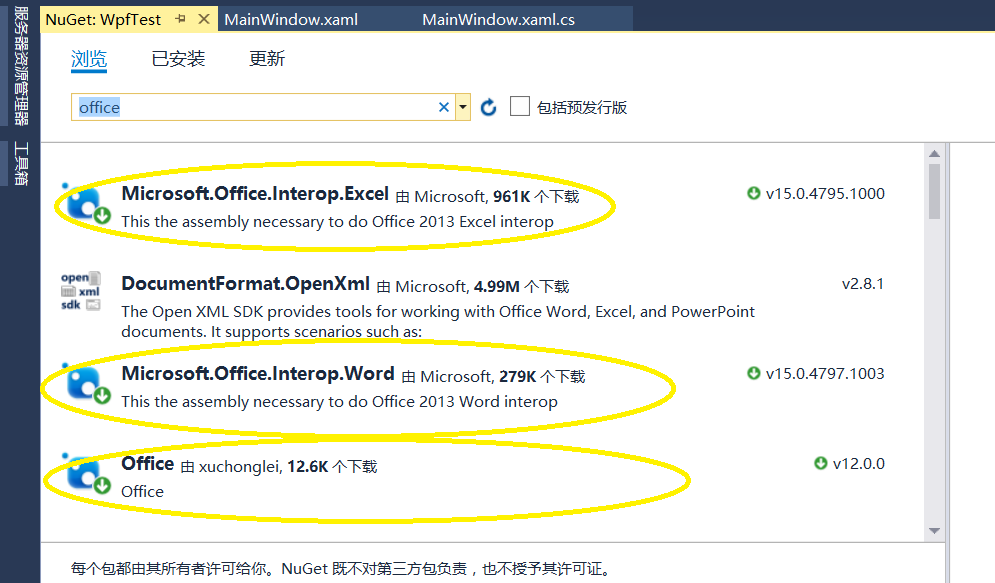 服务器资源管理器
工具箱
NuGet: WpfTest
MainWindow.xaml
MainWindow.xaml.cs
浏览 已安装 更新
office
包括预发行版
Microsoft.Office.Interop.Excel 由 Microsoft, 961K 个下载
v15.0.4795.1000
This the assembly necessary to do Office 2013 Excel interop
open xml sdk
DocumentFormat.OpenXml 由 Microsoft, 4.99M 个下载
v2.8.1
The Open XML SDK provides tools for working with Office Word, Excel, and PowerPoint
documents. It supports scenarios such as:
Microsoft.Office.Interop.Word 由 Microsoft, 279K 个下载
v15.0.4797.1003
This the assembly necessary to do Office 2013 Word interop
Office 由 xuchonglei, 12.6K 个下载
v12.0.0
Office
每个包都由其所有者许可给你。NuGet 既不对第三方包负责，也不授予其许可证。